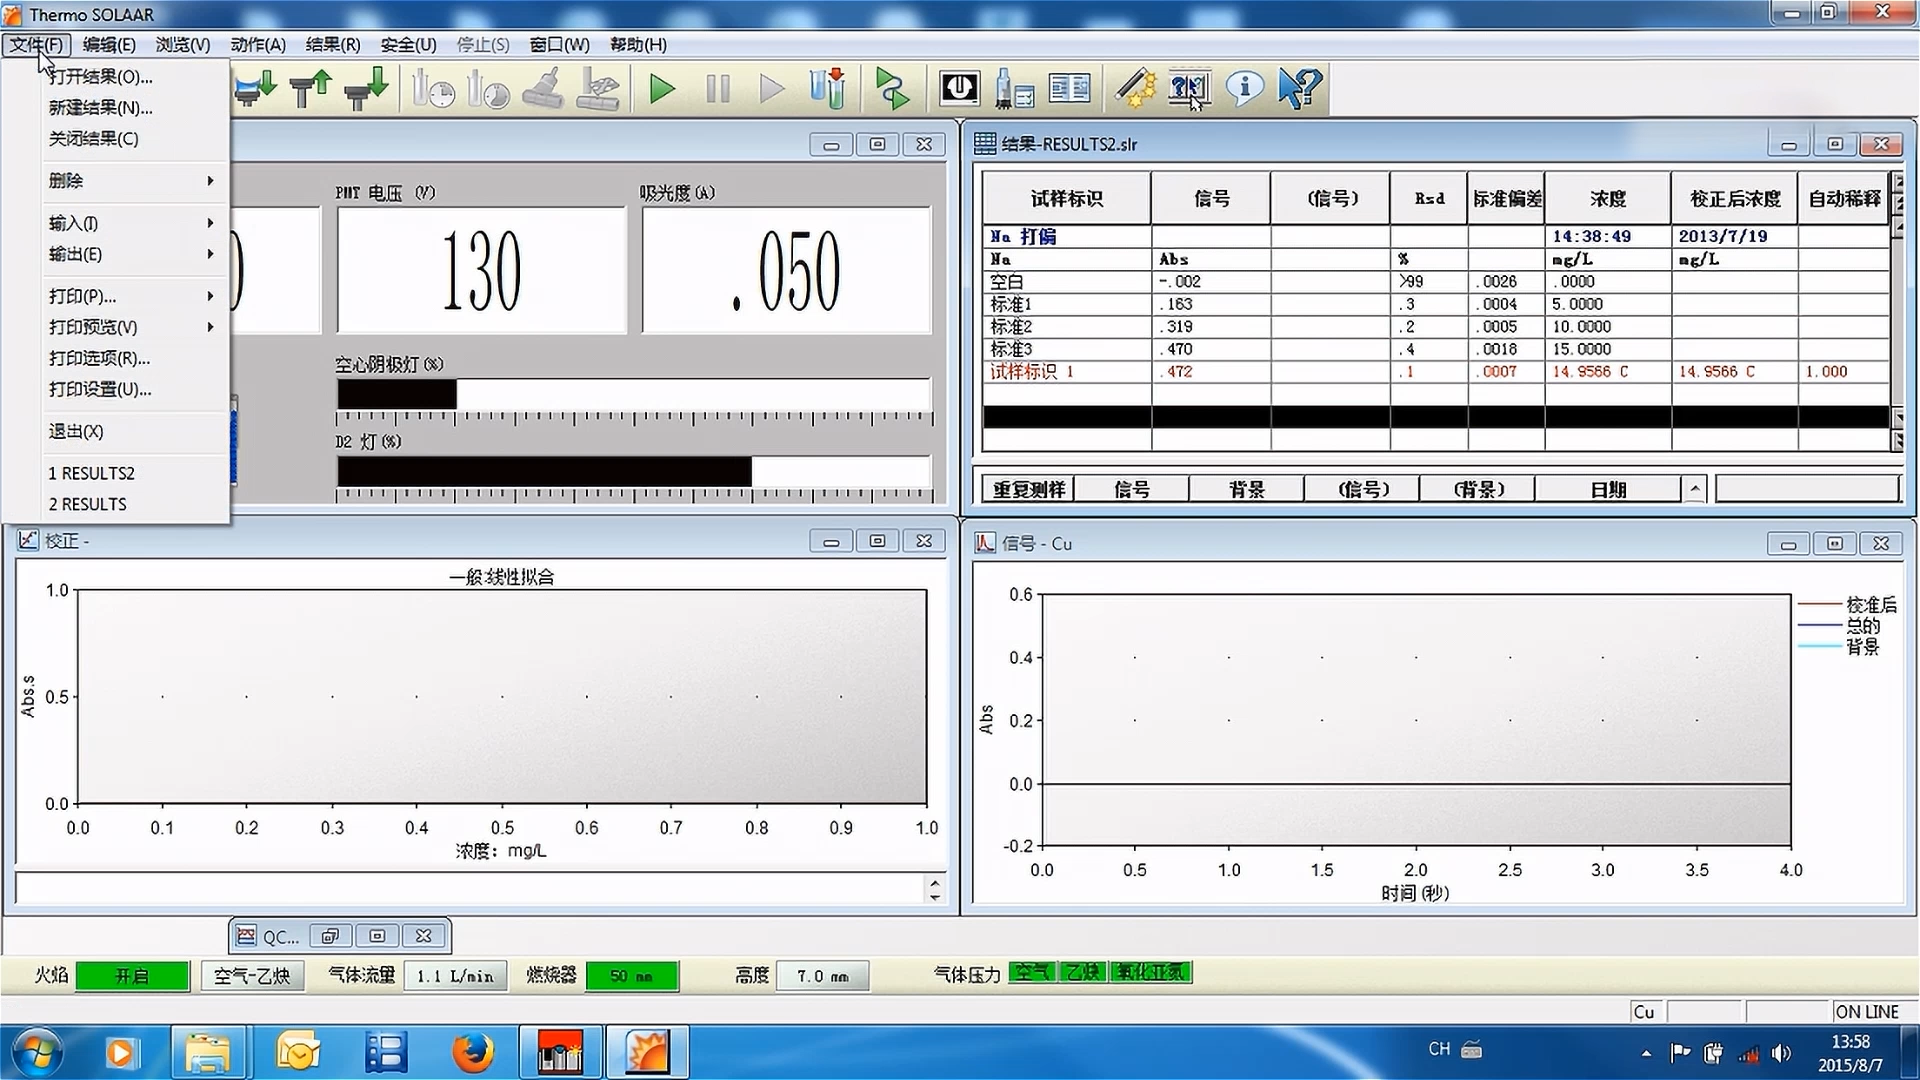 Thermo SOLAAR
文件(F) 编辑(E) 浏览(V) 动作(A) 结果(R) 安全(U) 停止(S) 窗口(W) 帮助(H)
打开结果(O)...
新建结果(N)...
关闭结果(C)
删除
输入(I)
输出(E)
打印(P)...
打印预览(V)
打印选项(R)...
打印设置(U)...
退出(X)
1 RESULTS2
2 RESULTS
PMT 电压 (V) 吸光度(A)
130 .050
空心阴极灯(%)
D2 灯(%)
结果-RESULTS2.slr
试样标识 信号 (信号) Rsd 标准偏差 浓度 校正后浓度 自动稀释
Na 打偏 14:38:49 2013/7/19
Na Abs % mg/L mg/L
空白 -.002 >99 .0026 .0000
标准1 .163 .3 .0004 5.0000
标准2 .319 .2 .0005 10.0000
标准3 .470 .4 .0018 15.0000
试样标识 1 .472 .1 .0007 14.9566 C 14.9566 C 1.000
重复测样 信号 背景 (信号) (背景) 日期
校正 -
一般:线性拟合
1.0
0.5
0.0
Abs.s
0.0 0.1 0.2 0.3 0.4 0.5 0.6 0.7 0.8 0.9 1.0
浓度：mg/L
信号 - Cu
0.6
0.4
0.2
0.0
-0.2
Abs
0.0 0.5 1.0 1.5 2.0 2.5 3.0 3.5 4.0
时间(秒)
校准后
总的
背景
QC...
火焰 开启 空气-乙炔 气体流量 1.1 L/min 燃烧器 50 mm 高度 7.0 mm 气体压力 空气 乙炔 氧化亚氮
Cu ON LINE
CH
13:58
2015/8/7